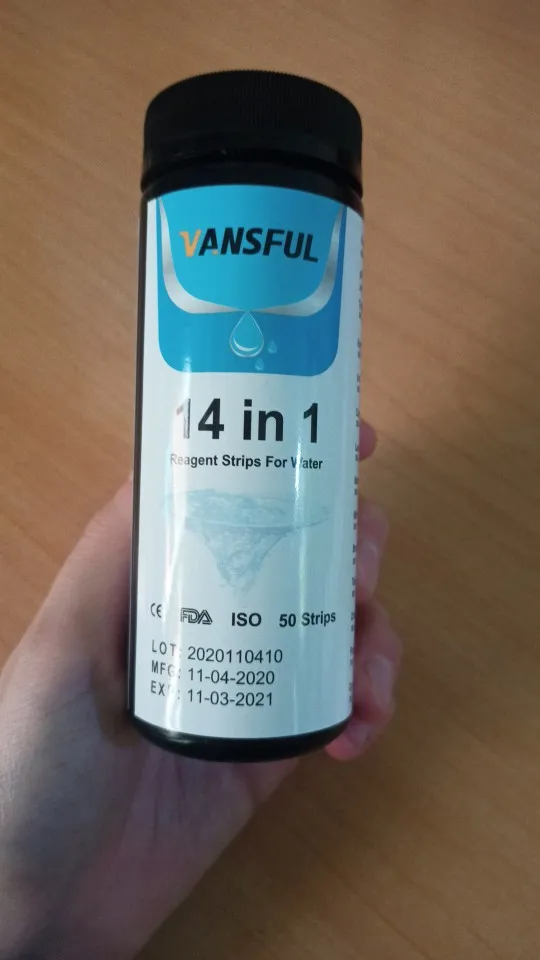 VANSFUL
14 in 1
Reagent Strips For Water
CE FDA ISO 50 Strips
LOT: 2020110410
MFG: 11-04-2020
EXP: 11-03-2021